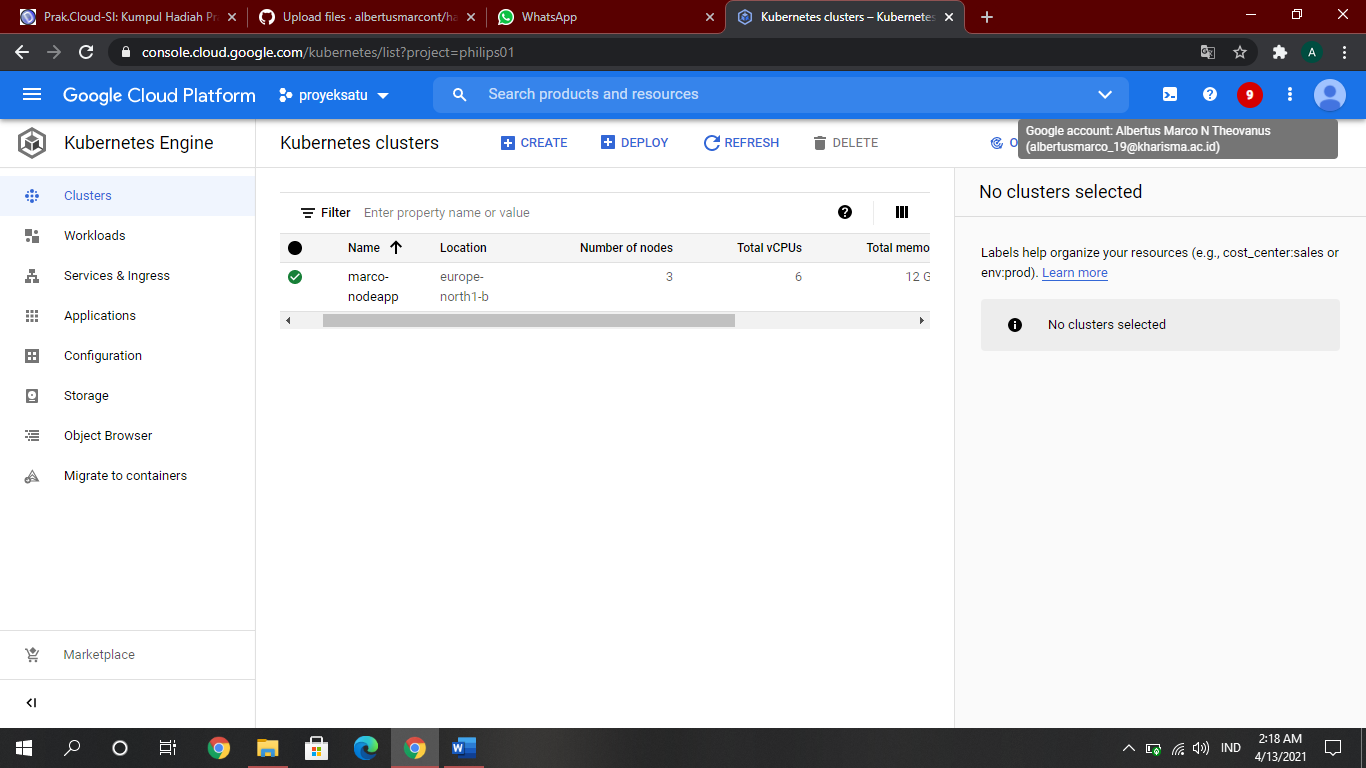 Prak.Cloud-SI: Kumpul Hadiah Pr
Upload files · albertusmarcont/ha
WhatsApp
Kubernetes clusters – Kubernetes
console.cloud.google.com/kubernetes/list?project=philips01
A
Google Cloud Platform
proyeksatu
Search products and resources
9
Kubernetes Engine
Kubernetes clusters
CREATE
DEPLOY
REFRESH
DELETE
O
Google account: Albertus Marco N Theovanus
(albertusmarco_19@kharisma.ac.id)
Clusters
Workloads
Services & Ingress
Applications
Configuration
Storage
Object Browser
Migrate to containers
Marketplace
Filter Enter property name or value
Name Location Number of nodes Total vCPUs Total memo
marco-nodeapp europe-north1-b 3 6 12 G
No clusters selected
Labels help organize your resources (e.g., cost_center:sales or
env:prod). Learn more
No clusters selected
IND
2:18 AM
4/13/2021